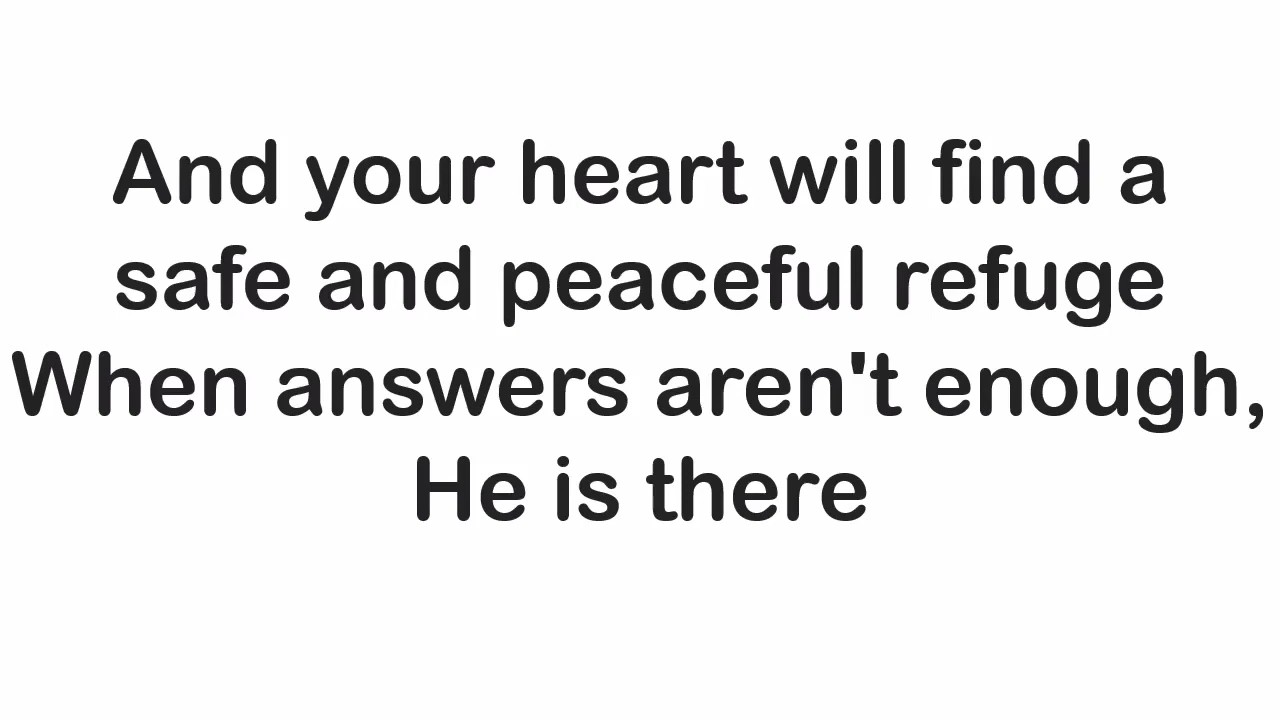 And your heart will find a
safe and peaceful refuge
When answers aren't enough,
He is there